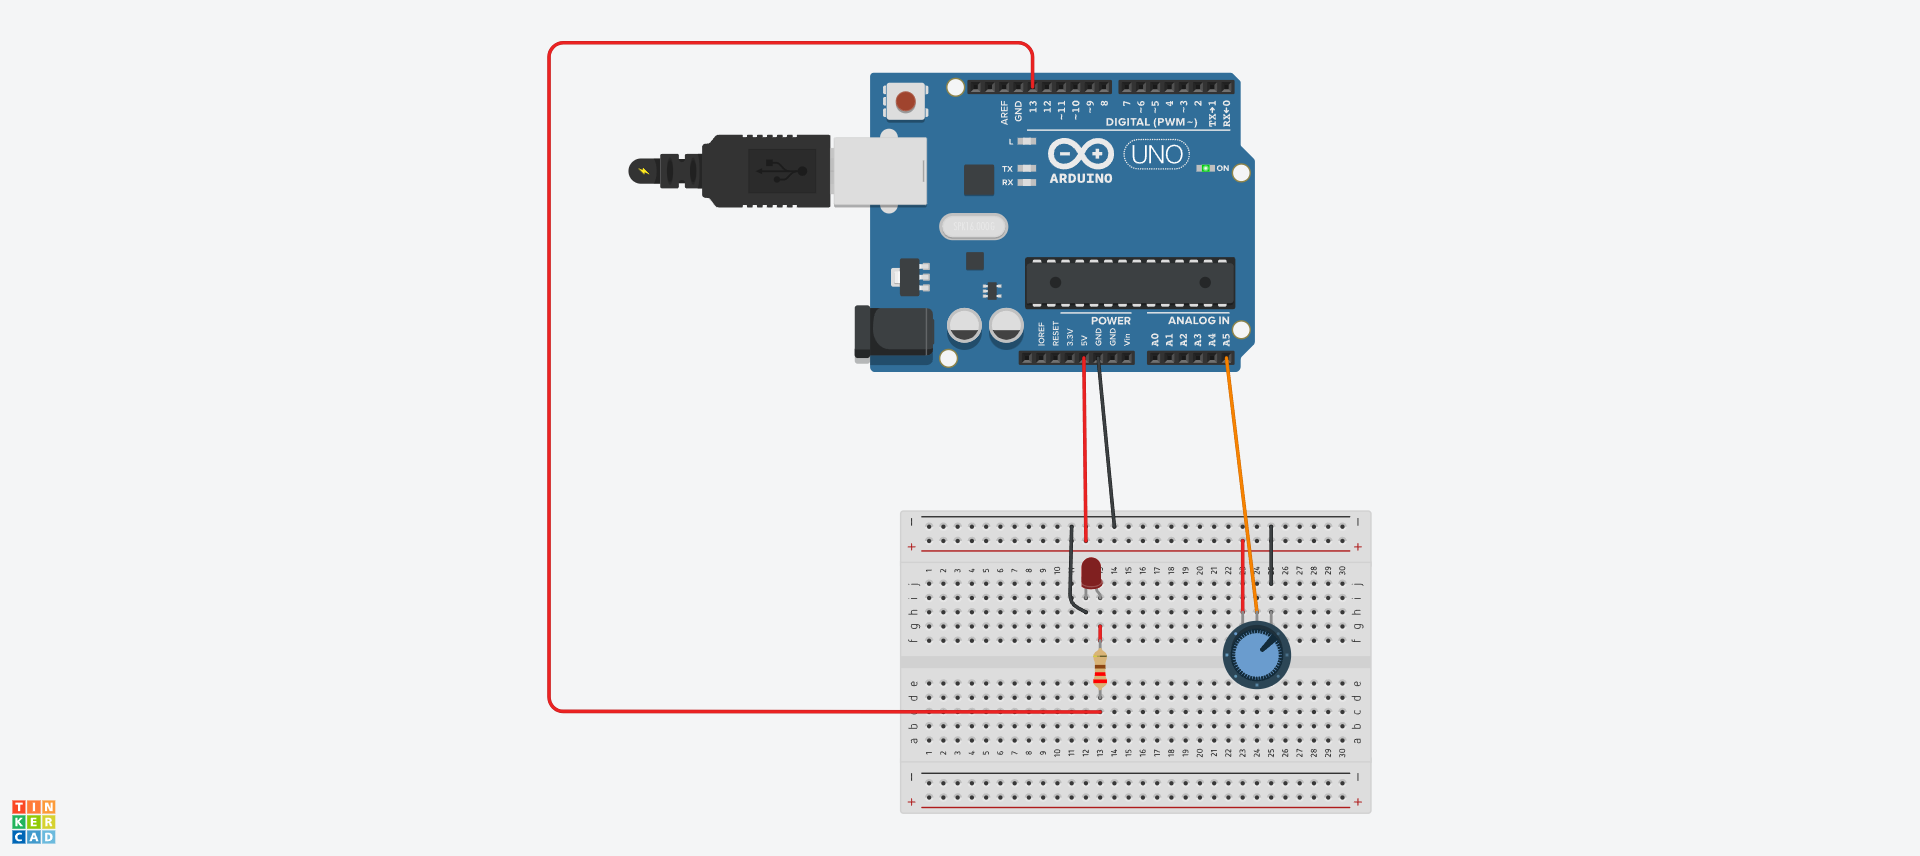 AREF GND 13 12 ~11 ~10 ~9 8 7 ~6 ~5 4 ~3 2 TX→1 RX←0
DIGITAL (PWM~)
L
TX
RX
UNO
ARDUINO
ON
POWER
ANALOG IN
IOREF RESET 3.3V 5V GND GND Vin A0 A1 A2 A3 A4 A5
− −
+ +
1 2 3 4 5 6 7 8 9 10 14 15 16 17 18 19 20 21 22 24 26 27 28 29 30
j j
i i
h h
g g
f f
e e
d d
c c
b b
a a
1 2 3 4 5 6 7 8 9 10 11 12 13 14 15 16 17 18 19 20 21 22 23 24 25 26 27 28 29 30
− −
+ +
TIN
KER
CAD